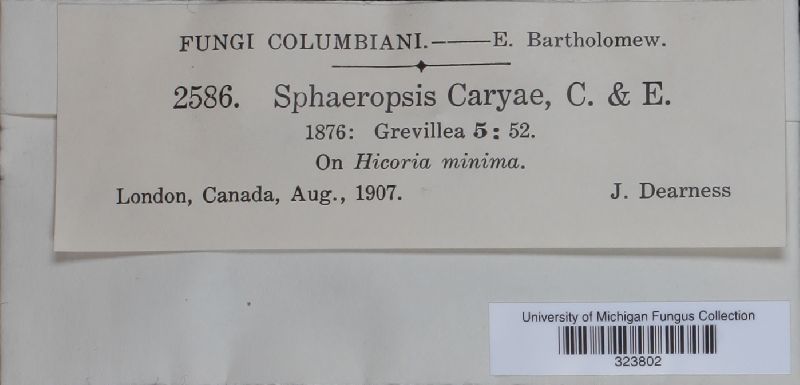 FUNGI COLUMBIANI.——E. Bartholomew.
2586. Sphaeropsis Caryae, C. & E.
1876: Grevillea 5: 52.
On Hicoria minima.
London, Canada, Aug., 1907. J. Dearness
University of Michigan Fungus Collection
323802